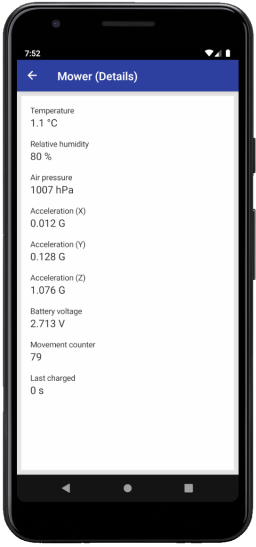 7:52
Mower (Details)
Temperature
1.1 °C
Relative humidity
80 %
Air pressure
1007 hPa
Acceleration (X)
0.012 G
Acceleration (Y)
0.128 G
Acceleration (Z)
1.076 G
Battery voltage
2.713 V
Movement counter
79
Last charged
0 s